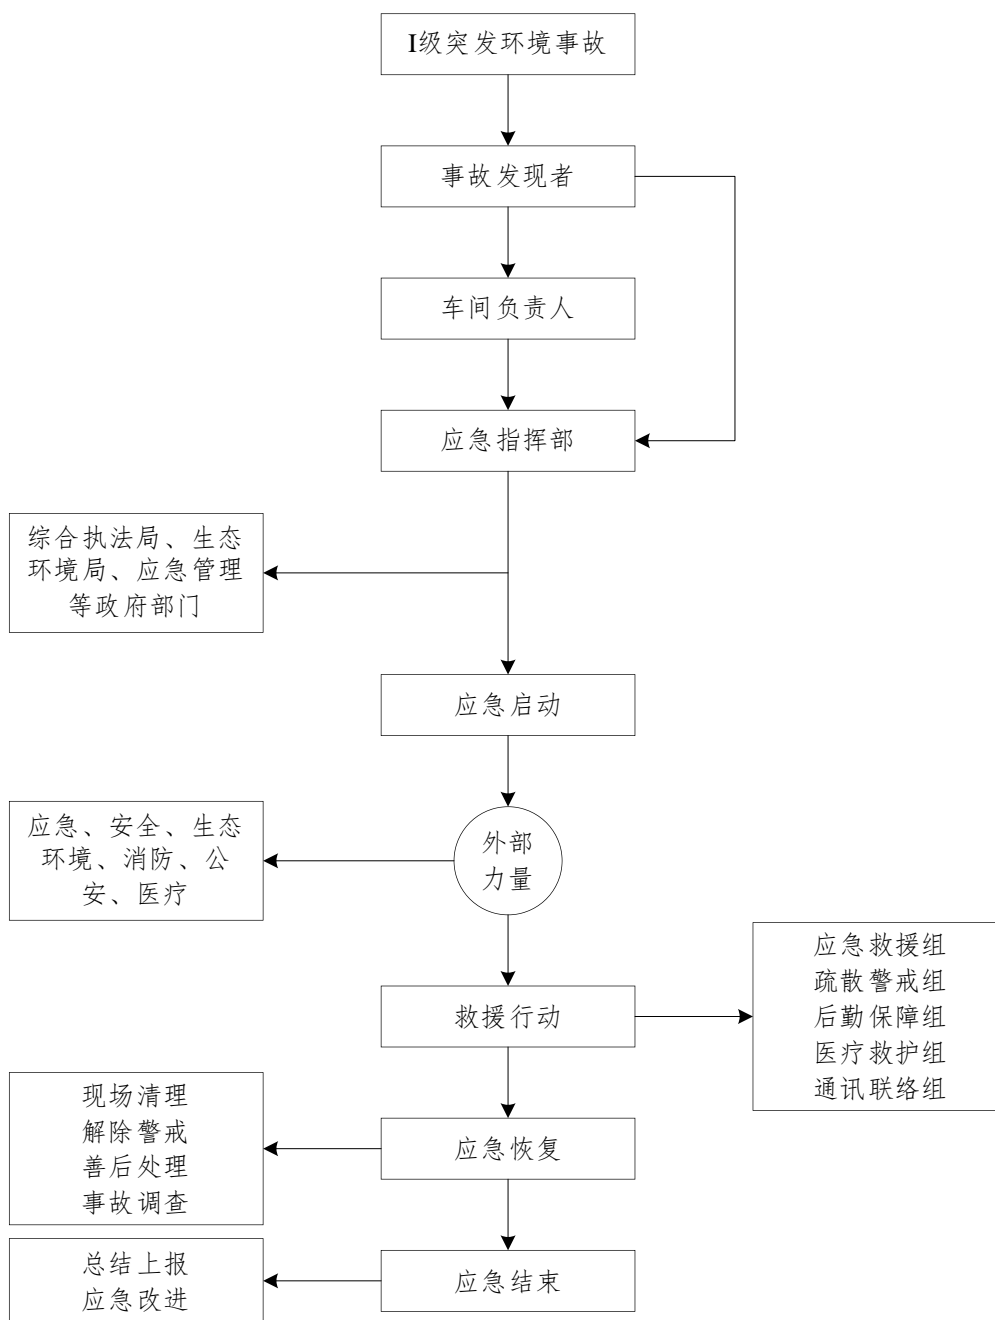 I级突发环境事故
事故发现者
车间负责人
应急指挥部
综合执法局、生态
环境局、应急管理
等政府部门
应急启动
应急、安全、生态
环境、消防、公
安、医疗
外部
力量
应急救援组
疏散警戒组
后勤保障组
医疗救护组
通讯联络组
救援行动
现场清理
解除警戒
善后处理
事故调查
应急恢复
总结上报
应急改进
应急结束